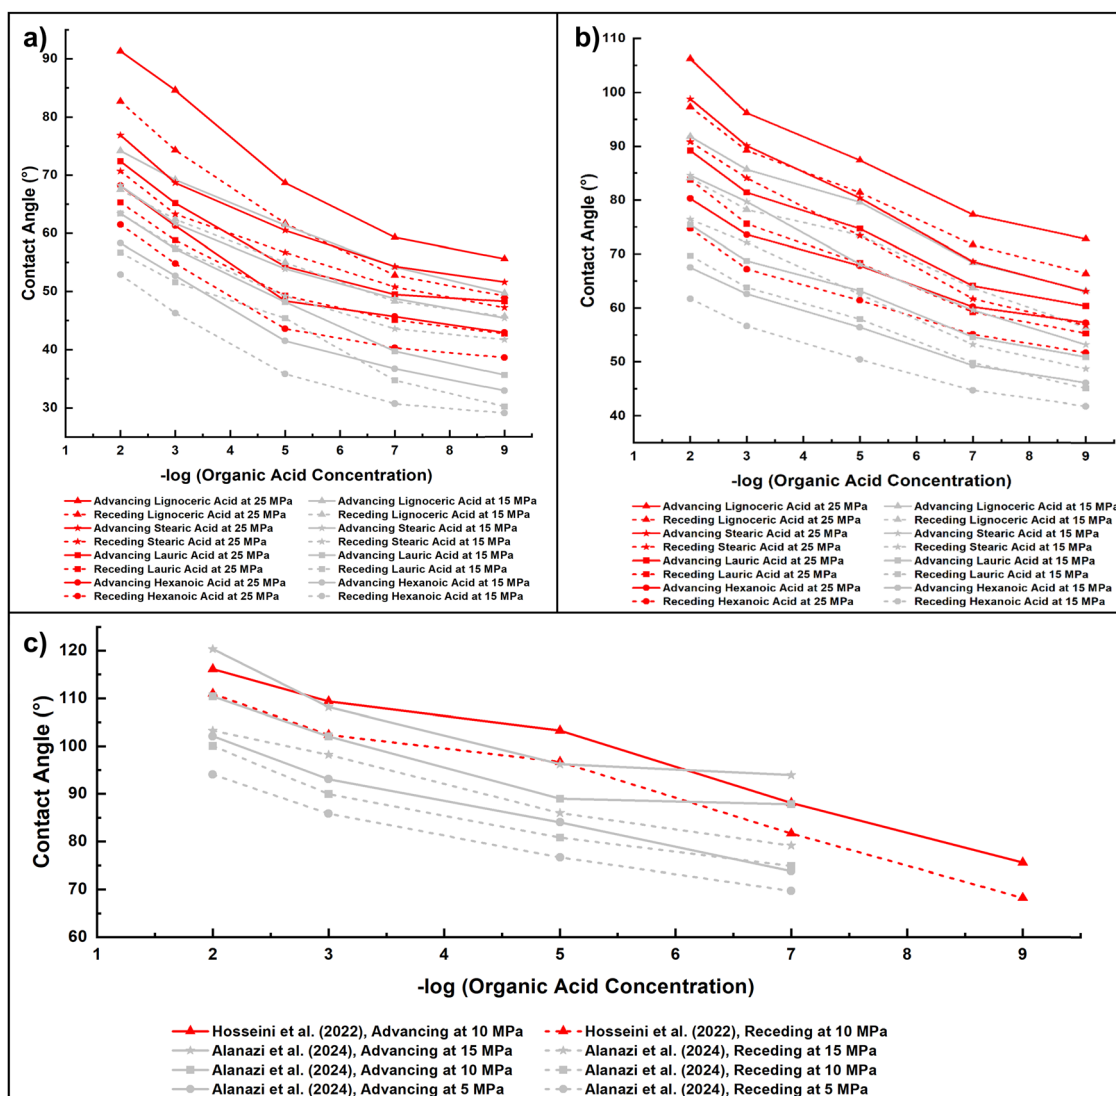 a)
90
80
70
60
50
40
30
Contact Angle (°)
1 2 3 4 5 6 7 8 9
-log (Organic Acid Concentration)
Advancing Lignoceric Acid at 25 MPa
Receding Lignoceric Acid at 25 MPa
Advancing Stearic Acid at 25 MPa
Receding Stearic Acid at 25 MPa
Advancing Lauric Acid at 25 MPa
Receding Lauric Acid at 25 MPa
Advancing Hexanoic Acid at 25 MPa
Receding Hexanoic Acid at 25 MPa
Advancing Lignoceric Acid at 15 MPa
Receding Lignoceric Acid at 15 MPa
Advancing Stearic Acid at 15 MPa
Receding Stearic Acid at 15 MPa
Advancing Lauric Acid at 15 MPa
Receding Lauric Acid at 15 MPa
Advancing Hexanoic Acid at 15 MPa
Receding Hexanoic Acid at 15 MPa
b)
110
100
90
80
70
60
50
40
Contact Angle (°)
1 2 3 4 5 6 7 8 9
-log (Organic Acid Concentration)
Advancing Lignoceric Acid at 25 MPa
Receding Lignoceric Acid at 25 MPa
Advancing Stearic Acid at 25 MPa
Receding Stearic Acid at 25 MPa
Advancing Lauric Acid at 25 MPa
Receding Lauric Acid at 25 MPa
Advancing Hexanoic Acid at 25 MPa
Receding Hexanoic Acid at 25 MPa
Advancing Lignoceric Acid at 15 MPa
Receding Lignoceric Acid at 15 MPa
Advancing Stearic Acid at 15 MPa
Receding Stearic Acid at 15 MPa
Advancing Lauric Acid at 15 MPa
Receding Lauric Acid at 15 MPa
Advancing Hexanoic Acid at 15 MPa
Receding Hexanoic Acid at 15 MPa
c)
120
110
100
90
80
70
60
Contact Angle (°)
1 2 3 4 5 6 7 8 9
-log (Organic Acid Concentration)
Hosseini et al. (2022), Advancing at 10 MPa
Alanazi et al. (2024), Advancing at 15 MPa
Alanazi et al. (2024), Advancing at 10 MPa
Alanazi et al. (2024), Advancing at 5 MPa
Hosseini et al. (2022), Receding at 10 MPa
Alanazi et al. (2024), Receding at 15 MPa
Alanazi et al. (2024), Receding at 10 MPa
Alanazi et al. (2024), Receding at 5 MPa